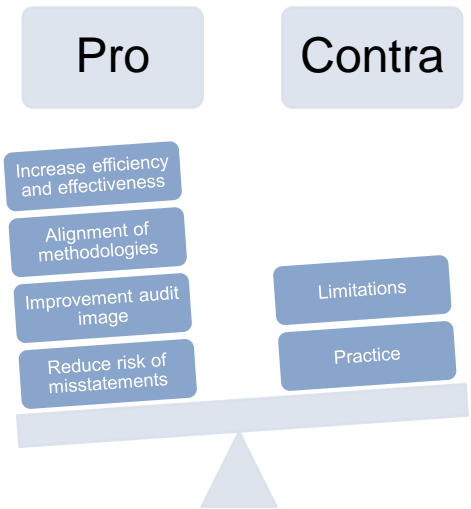 Pro
Contra
Increase efficiency
and effectiveness
Alignment of
methodologies
Improvement audit
image
Reduce risk of
misstatements
Limitations
Practice